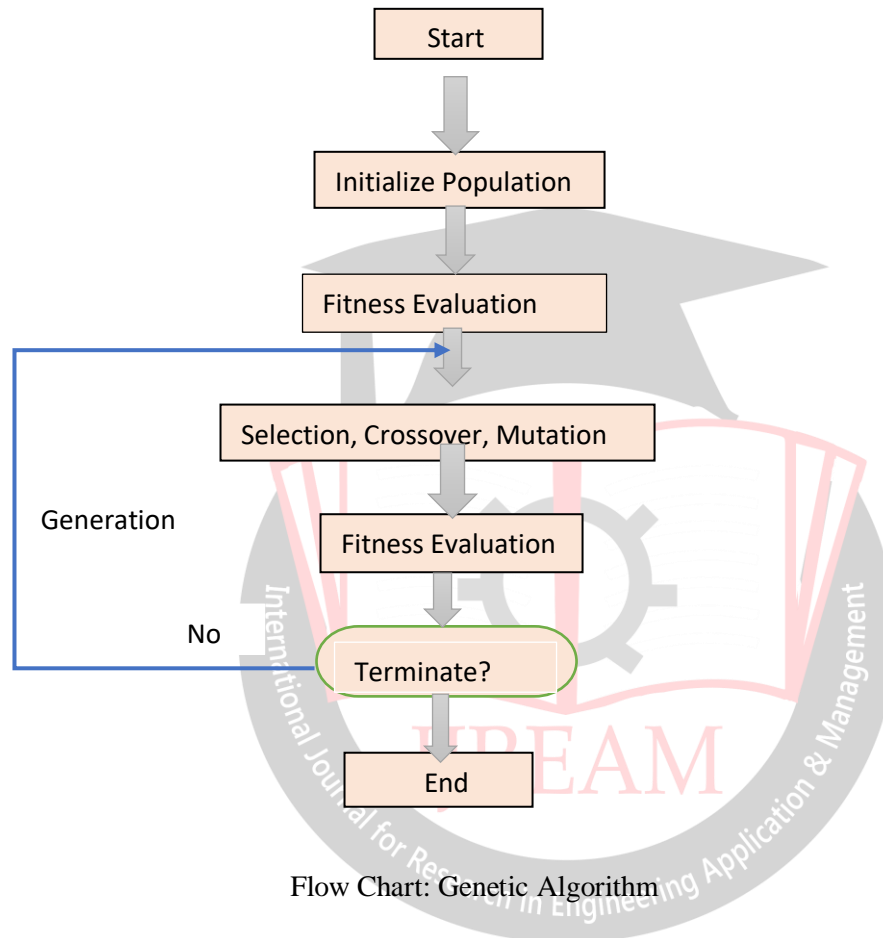 Start
Initialize Population
Fitness Evaluation
Selection, Crossover, Mutation
Generation
Fitness Evaluation
No
Terminate?
End
IJREAM
International Journal for Research in Engineering Application & Management
Flow Chart: Genetic Algorithm